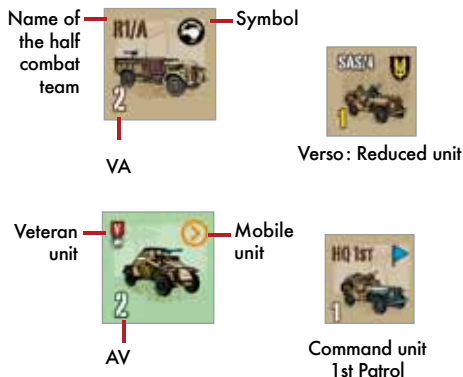 Name of
the half
combat
team
R1/A
Symbol
2
VA
SAS/4
1
Verso: Reduced unit
Veteran
unit
V
Mobile
unit
2
AV
HQ 1ST
1
Command unit
1st Patrol